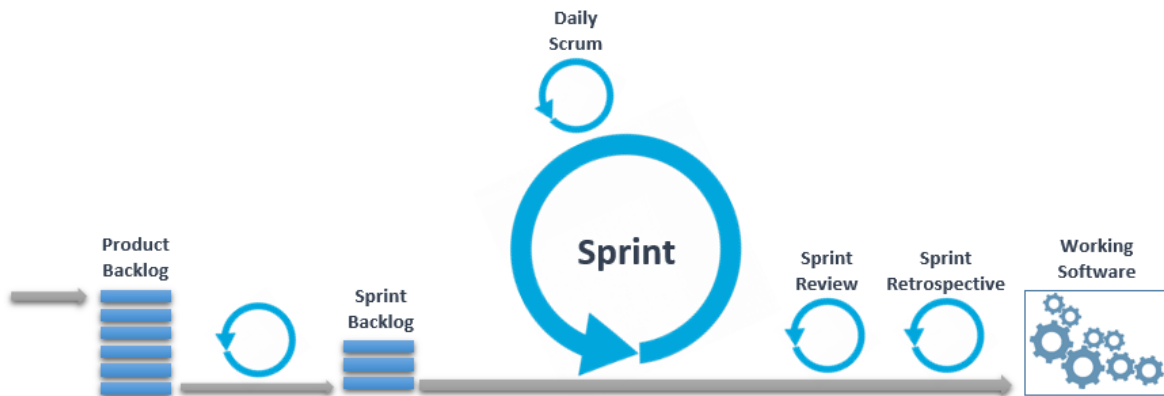 Daily
Scrum
Sprint
Product
Backlog
Sprint
Backlog
Sprint
Review
Sprint
Retrospective
Working
Software